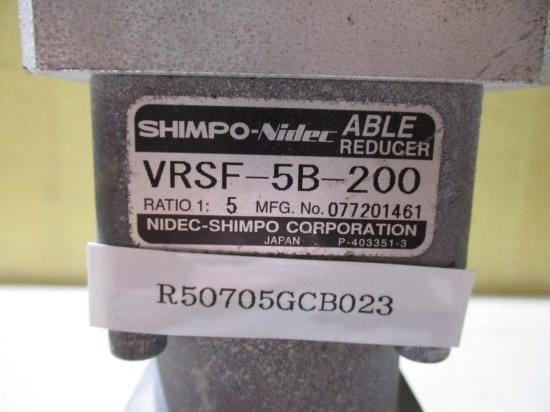 SHIMPO-Nidec ABLE REDUCER
VRSF-5B-200
RATIO 1: 5 MFG. No. 077201461
NIDEC-SHIMPO CORPORATION
JAPAN P-403351-3
R50705GCB023